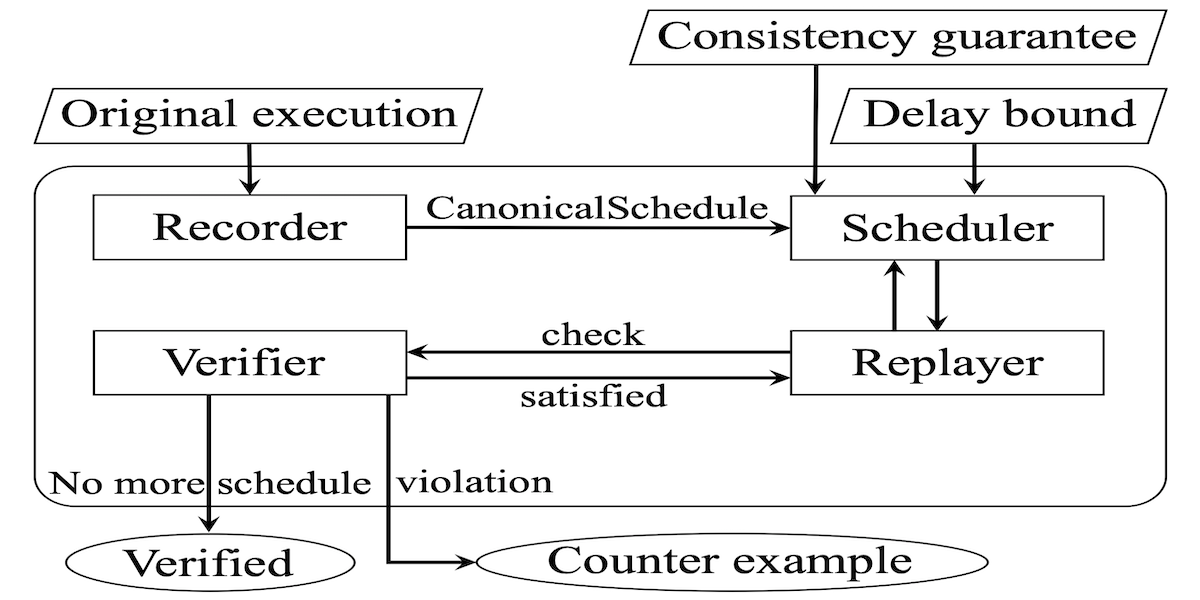 Consistency guarantee
Original execution
Delay bound
Recorder
CanonicalSchedule
Scheduler
Verifier
check
satisfied
Replayer
No more schedule
violation
Verified
Counter example